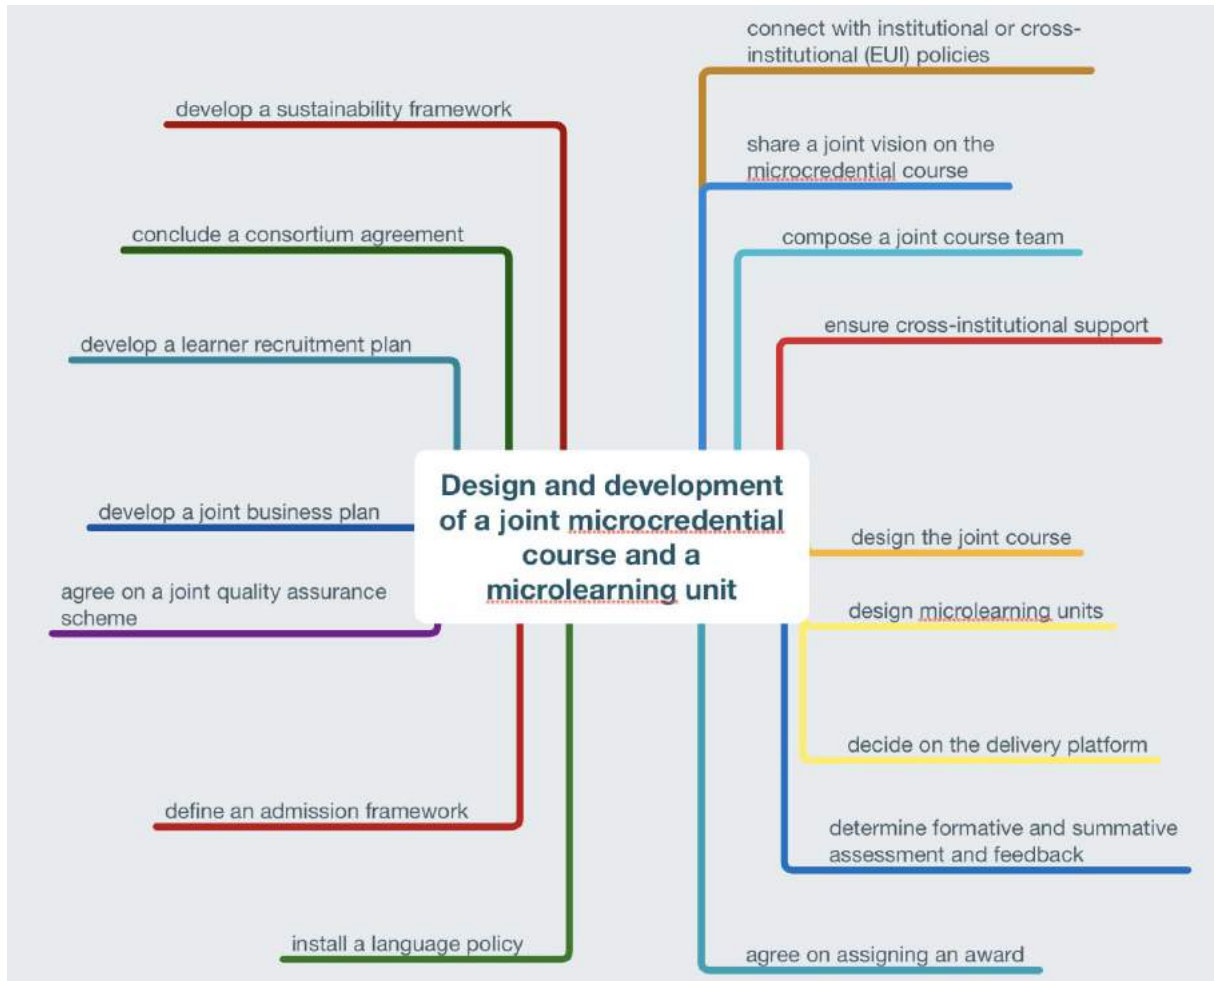 connect with institutional or cross-
institutional (EUI) policies
develop a sustainability framework
share a joint vision on the
microcredential course
conclude a consortium agreement
compose a joint course team
ensure cross-institutional support
develop a learner recruitment plan
Design and development
of a joint microcredential
course and a
microlearning unit
develop a joint business plan
design the joint course
agree on a joint quality assurance
scheme
design microlearning units
decide on the delivery platform
define an admission framework
determine formative and summative
assessment and feedback
install a language policy
agree on assigning an award